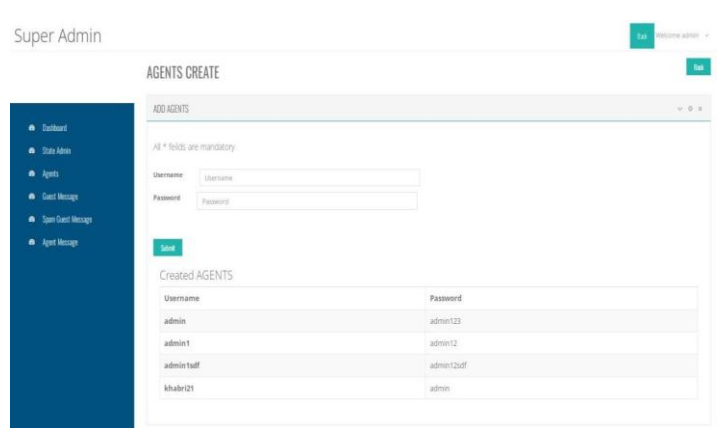 Super Admin
Back Welcome admin
AGENTS CREATE
Back
ADD AGENTS
Dashboard
State Admin
Agents
Guest Message
Spam Guest Message
Agent Message
All * feilds are mandatory
Username Username
Password Password
Submit
Created AGENTS
Username Password
admin admin123
admin1 admin12
admin1sdf admin12sdf
khabri21 admin